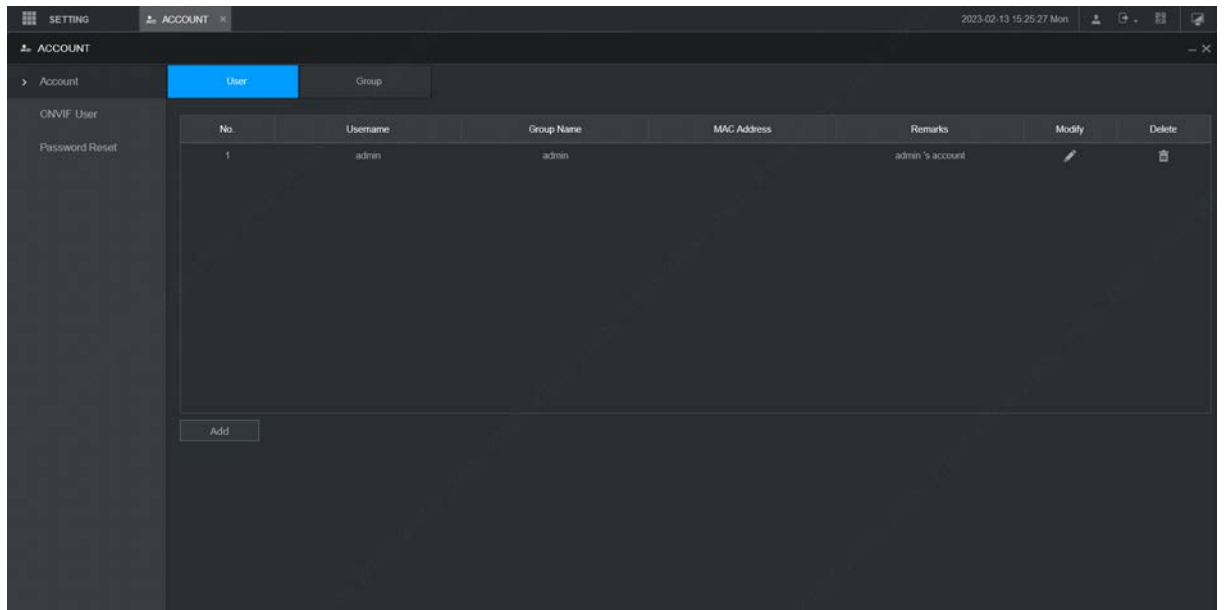 SETTING ACCOUNT × 2023-02-13 15:25:27 Mon
ACCOUNT
Account User Group
ONVIF User
No. Username Group Name MAC Address Remarks Modify Delete
Password Reset
1 admin admin admin 's account
Add